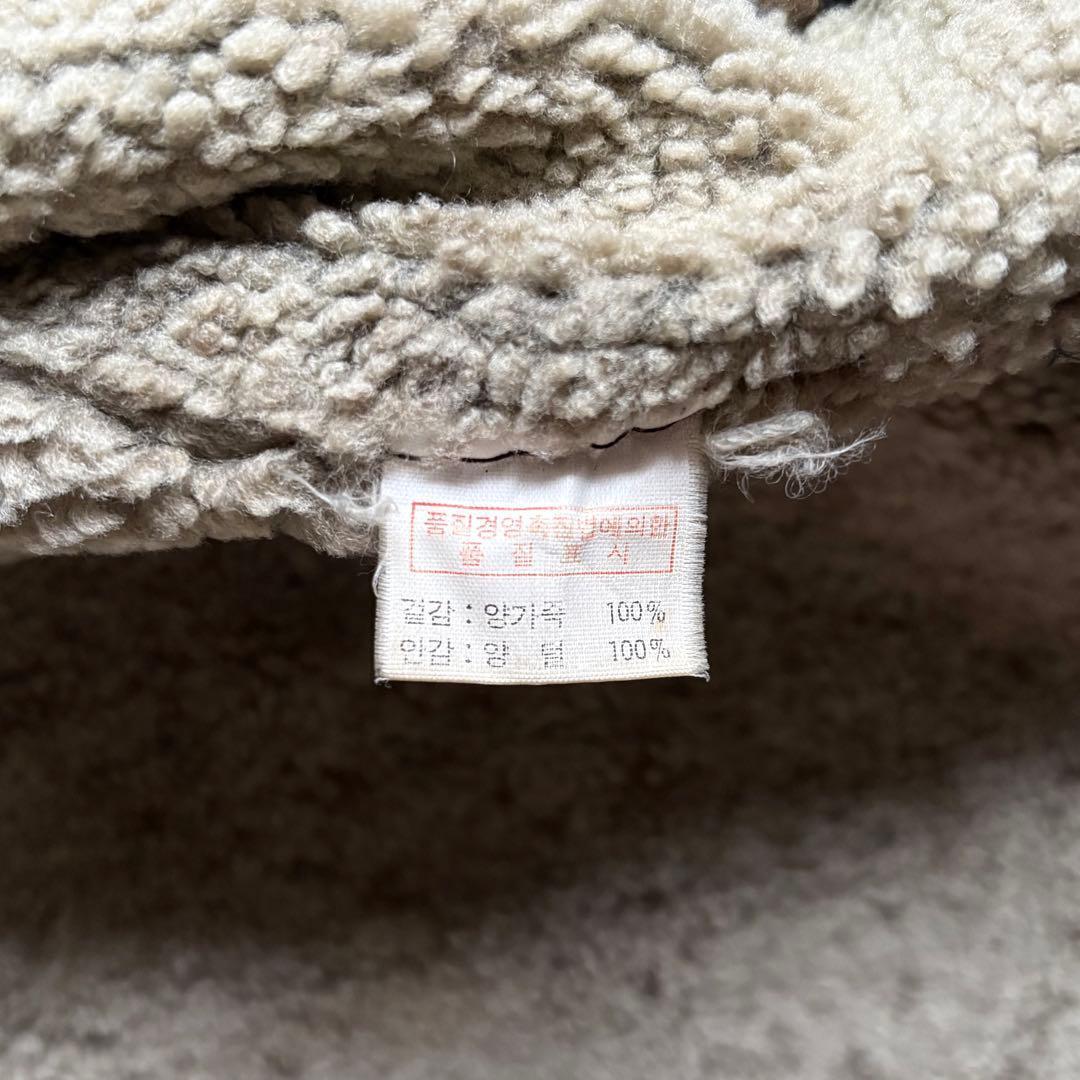 품질경영촉진법에의한
품 질 표 시
겉감 : 양가죽 100%
안감 : 양 털 100%